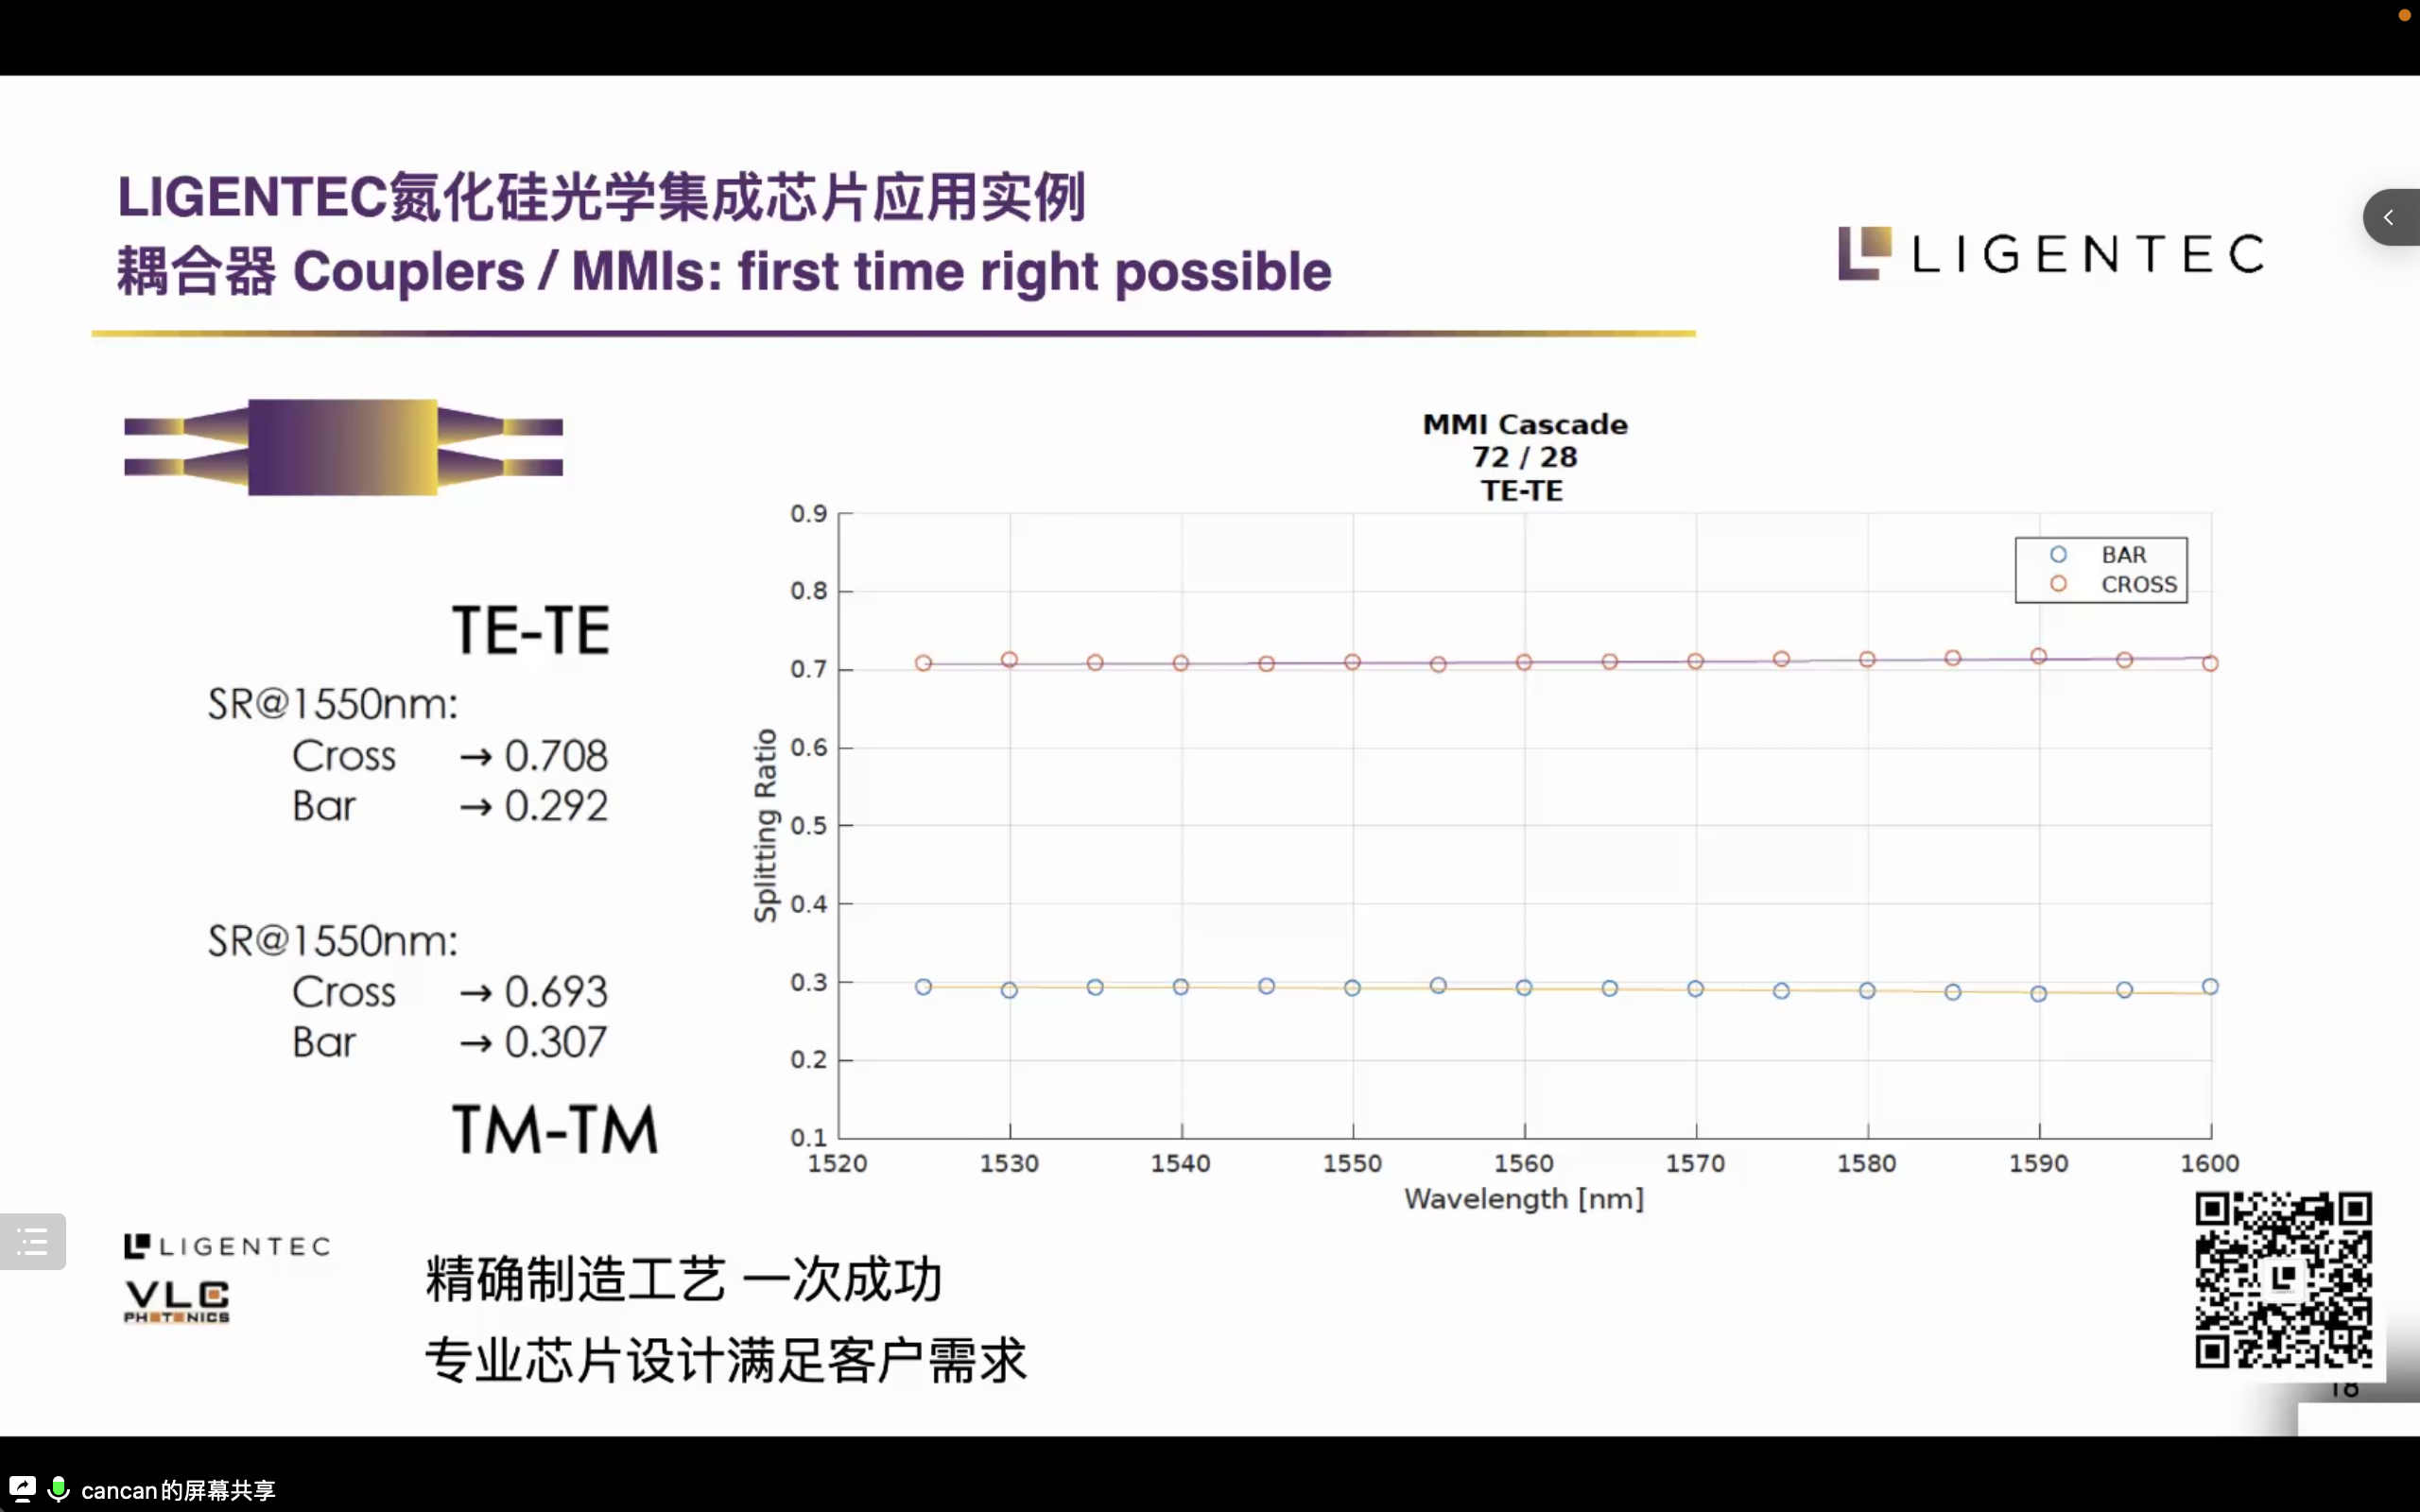 LIGENTEC氮化硅光学集成芯片应用实例
耦合器 Couplers / MMIs: first time right possible
LIGENTEC
TE-TE
SR@1550nm:
Cross → 0.708
Bar → 0.292
SR@1550nm:
Cross → 0.693
Bar → 0.307
TM-TM
MMI Cascade
72 / 28
TE-TE
BAR
CROSS
Splitting Ratio
0.9
0.8
0.7
0.6
0.5
0.4
0.3
0.2
0.1
1520 1530 1540 1550 1560 1570 1580 1590 1600
Wavelength [nm]
LIGENTEC
VLC
PHOTONICS
精确制造工艺 一次成功
专业芯片设计满足客户需求
18
cancan的屏幕共享